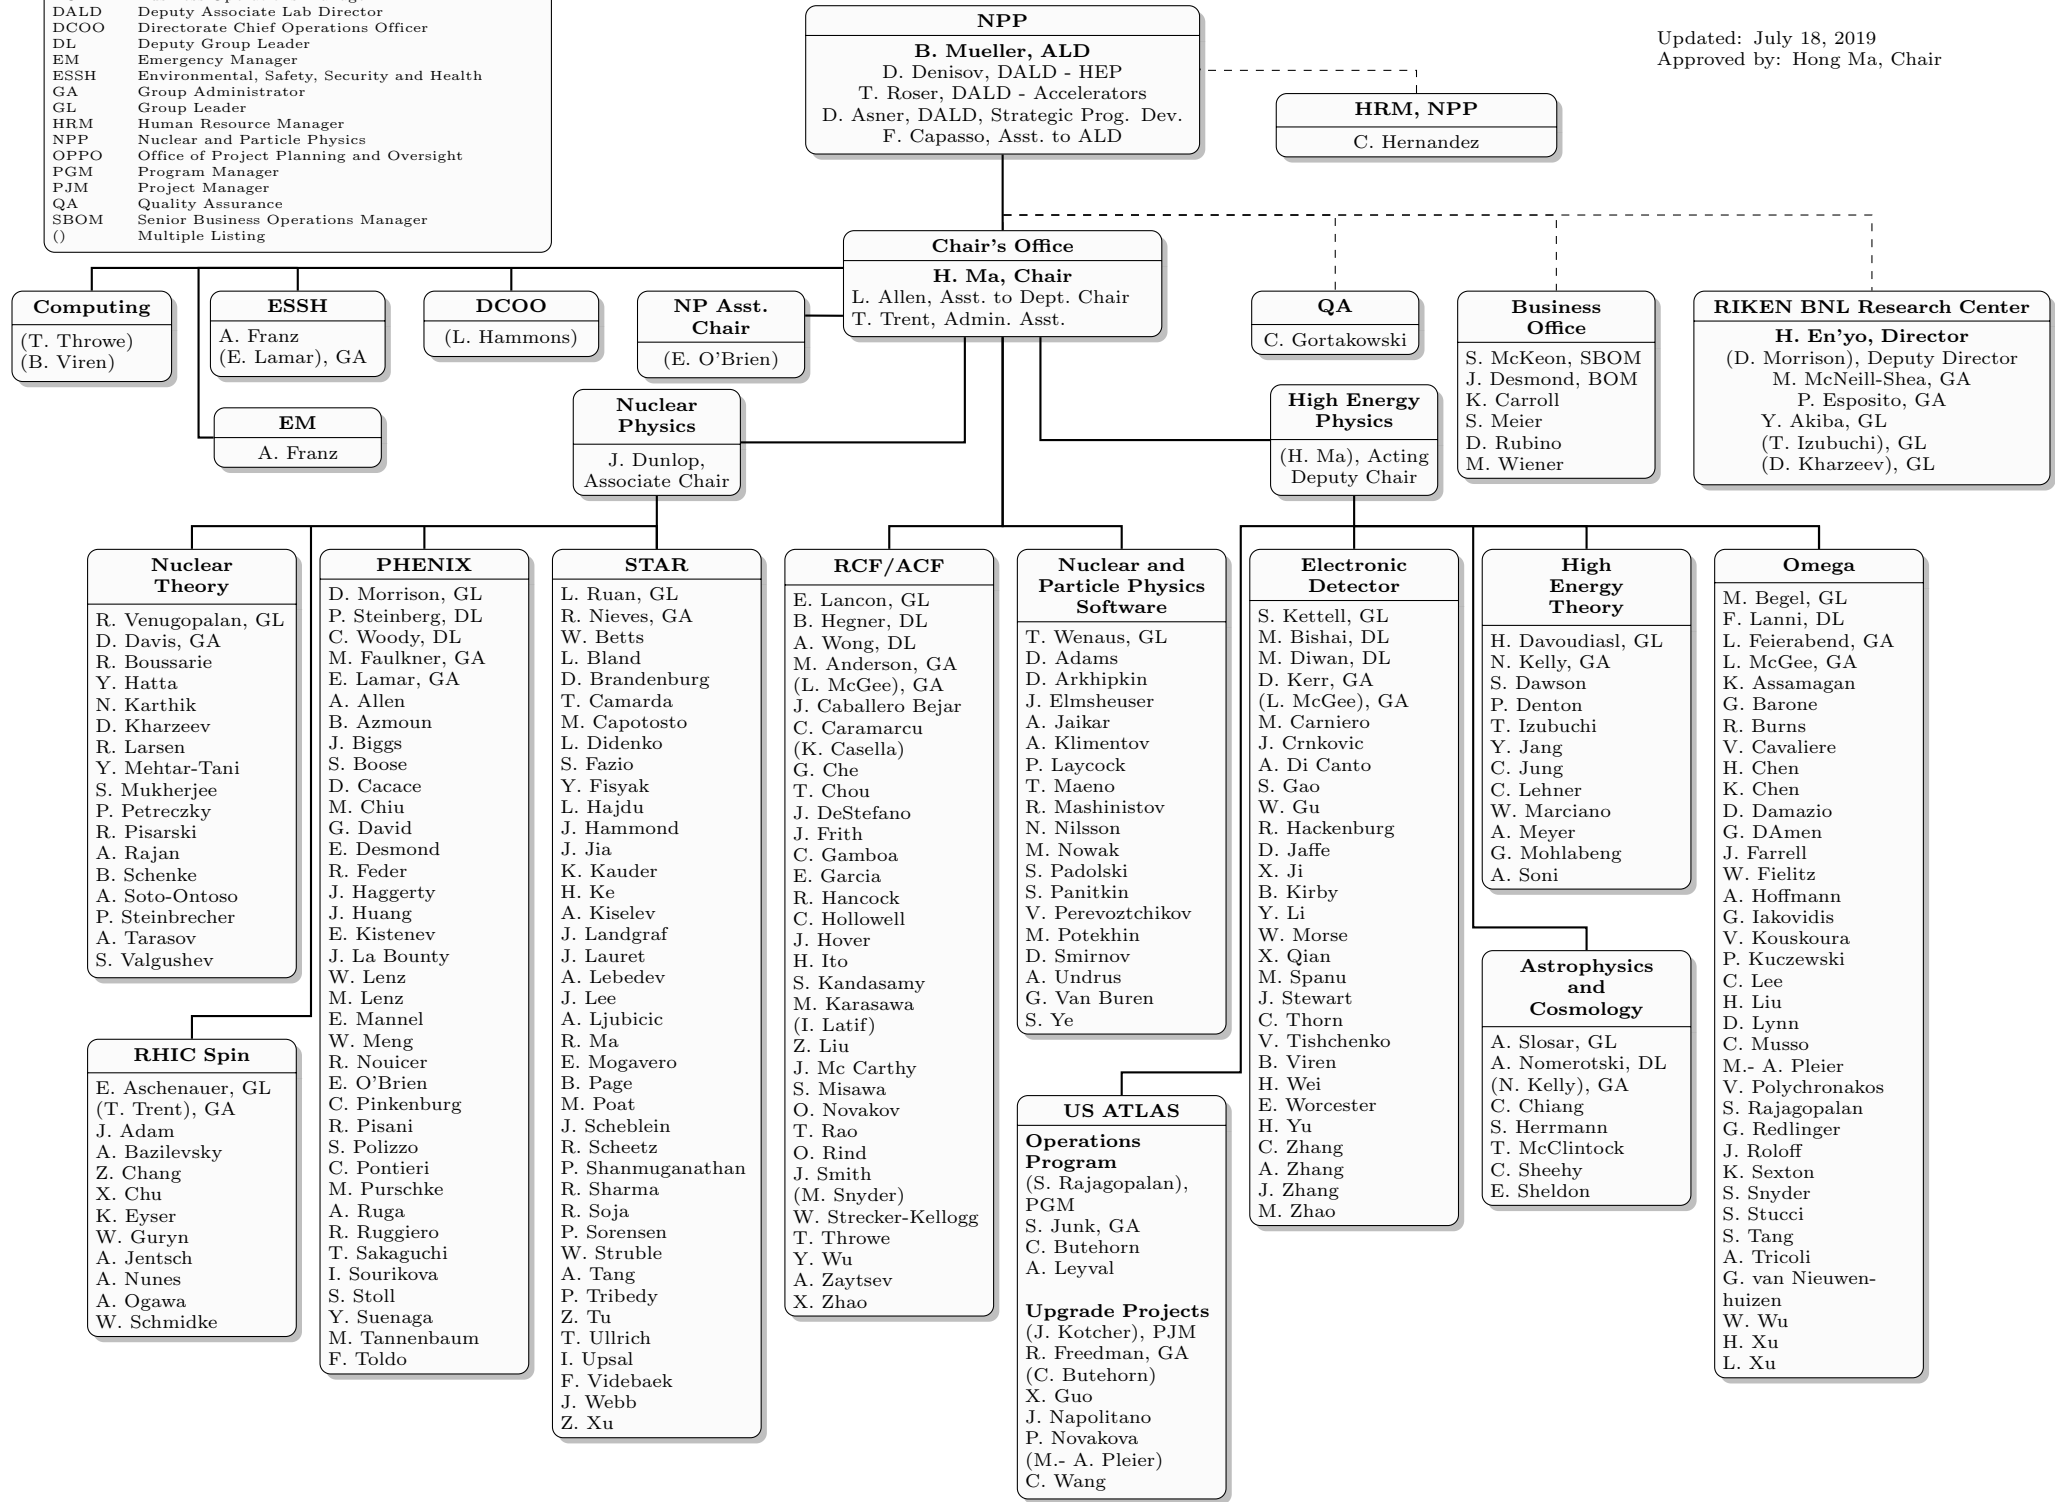 DALD Deputy Associate Lab Director
DCOO Directorate Chief Operations Officer
DL Deputy Group Leader
EM Emergency Manager
ESSH Environmental, Safety, Security and Health
GA Group Administrator
GL Group Leader
HRM Human Resource Manager
NPP Nuclear and Particle Physics
OPPO Office of Project Planning and Oversight
PGM Program Manager
PJM Project Manager
QA Quality Assurance
SBOM Senior Business Operations Manager
() Multiple Listing
NPP
B. Mueller, ALD
D. Denisov, DALD - HEP
T. Roser, DALD - Accelerators
D. Asner, DALD, Strategic Prog. Dev.
F. Capasso, Asst. to ALD
Updated: July 18, 2019
Approved by: Hong Ma, Chair
HRM, NPP
C. Hernandez
Chair's Office
H. Ma, Chair
L. Allen, Asst. to Dept. Chair
T. Trent, Admin. Asst.
Computing
(T. Throwe)
(B. Viren)
ESSH
A. Franz
(E. Lamar), GA
DCOO
(L. Hammons)
NP Asst.
Chair
(E. O'Brien)
QA
C. Gortakowski
Business
Office
S. McKeon, SBOM
J. Desmond, BOM
K. Carroll
S. Meier
D. Rubino
M. Wiener
RIKEN BNL Research Center
H. En'yo, Director
(D. Morrison), Deputy Director
M. McNeill-Shea, GA
P. Esposito, GA
Y. Akiba, GL
(T. Izubuchi), GL
(D. Kharzeev), GL
EM
A. Franz
Nuclear
Physics
J. Dunlop,
Associate Chair
High Energy
Physics
(H. Ma), Acting
Deputy Chair
Nuclear
Theory
R. Venugopalan, GL
D. Davis, GA
R. Boussarie
Y. Hatta
N. Karthik
D. Kharzeev
R. Larsen
Y. Mehtar-Tani
S. Mukherjee
P. Petreczky
R. Pisarski
A. Rajan
B. Schenke
A. Soto-Ontoso
P. Steinbrecher
A. Tarasov
S. Valgushev
RHIC Spin
E. Aschenauer, GL
(T. Trent), GA
J. Adam
A. Bazilevsky
Z. Chang
X. Chu
K. Eyser
W. Guryn
A. Jentsch
A. Nunes
A. Ogawa
W. Schmidke
PHENIX
D. Morrison, GL
P. Steinberg, DL
C. Woody, DL
M. Faulkner, GA
E. Lamar, GA
A. Allen
B. Azmoun
J. Biggs
S. Boose
D. Cacace
M. Chiu
G. David
E. Desmond
R. Feder
J. Haggerty
J. Huang
E. Kistenev
J. La Bounty
W. Lenz
M. Lenz
E. Mannel
W. Meng
R. Nouicer
E. O'Brien
C. Pinkenburg
R. Pisani
S. Polizzo
C. Pontieri
M. Purschke
A. Ruga
R. Ruggiero
T. Sakaguchi
I. Sourikova
S. Stoll
Y. Suenaga
M. Tannenbaum
F. Toldo
STAR
L. Ruan, GL
R. Nieves, GA
W. Betts
L. Bland
D. Brandenburg
T. Camarda
M. Capotosto
L. Didenko
S. Fazio
Y. Fisyak
L. Hajdu
J. Hammond
J. Jia
K. Kauder
H. Ke
A. Kiselev
J. Landgraf
J. Lauret
A. Lebedev
J. Lee
A. Ljubicic
R. Ma
E. Mogavero
B. Page
M. Poat
J. Scheblein
R. Scheetz
P. Shanmuganathan
R. Sharma
R. Soja
P. Sorensen
W. Struble
A. Tang
P. Tribedy
Z. Tu
T. Ullrich
I. Upsal
F. Videbaek
J. Webb
Z. Xu
RCF/ACF
E. Lancon, GL
B. Hegner, DL
A. Wong, DL
M. Anderson, GA
(L. McGee), GA
J. Caballero Bejar
C. Caramarcu
(K. Casella)
G. Che
T. Chou
J. DeStefano
J. Frith
C. Gamboa
E. Garcia
R. Hancock
C. Hollowell
J. Hover
H. Ito
S. Kandasamy
M. Karasawa
(I. Latif)
Z. Liu
J. Mc Carthy
S. Misawa
O. Novakov
T. Rao
O. Rind
J. Smith
(M. Snyder)
W. Strecker-Kellogg
T. Throwe
Y. Wu
A. Zaytsev
X. Zhao
Nuclear and
Particle Physics
Software
T. Wenaus, GL
D. Adams
D. Arkhipkin
J. Elmsheuser
A. Jaikar
A. Klimentov
P. Laycock
T. Maeno
R. Mashinistov
N. Nilsson
M. Nowak
S. Padolski
S. Panitkin
V. Perevoztchikov
M. Potekhin
D. Smirnov
A. Undrus
G. Van Buren
S. Ye
US ATLAS
Operations
Program
(S. Rajagopalan),
PGM
S. Junk, GA
C. Butehorn
A. Leyval
Upgrade Projects
(J. Kotcher), PJM
R. Freedman, GA
(C. Butehorn)
X. Guo
J. Napolitano
P. Novakova
(M.- A. Pleier)
C. Wang
Electronic
Detector
S. Kettell, GL
M. Bishai, DL
M. Diwan, DL
D. Kerr, GA
(L. McGee), GA
M. Carniero
J. Crnkovic
A. Di Canto
S. Gao
W. Gu
R. Hackenburg
D. Jaffe
X. Ji
B. Kirby
Y. Li
W. Morse
X. Qian
M. Spanu
J. Stewart
C. Thorn
V. Tishchenko
B. Viren
H. Wei
E. Worcester
H. Yu
C. Zhang
A. Zhang
J. Zhang
M. Zhao
High
Energy
Theory
H. Davoudiasl, GL
N. Kelly, GA
S. Dawson
P. Denton
T. Izubuchi
Y. Jang
C. Jung
C. Lehner
W. Marciano
A. Meyer
G. Mohlabeng
A. Soni
Astrophysics
and
Cosmology
A. Slosar, GL
A. Nomerotski, DL
(N. Kelly), GA
C. Chiang
S. Herrmann
T. McClintock
C. Sheehy
E. Sheldon
Omega
M. Begel, GL
F. Lanni, DL
L. Feierabend, GA
L. McGee, GA
K. Assamagan
G. Barone
R. Burns
V. Cavaliere
H. Chen
K. Chen
D. Damazio
G. DAmen
J. Farrell
W. Fielitz
A. Hoffmann
G. Iakovidis
V. Kouskoura
P. Kuczewski
C. Lee
H. Liu
D. Lynn
C. Musso
M.- A. Pleier
V. Polychronakos
S. Rajagopalan
G. Redlinger
J. Roloff
K. Sexton
S. Snyder
S. Stucci
S. Tang
A. Tricoli
G. van Nieuwen-
huizen
W. Wu
H. Xu
L. Xu